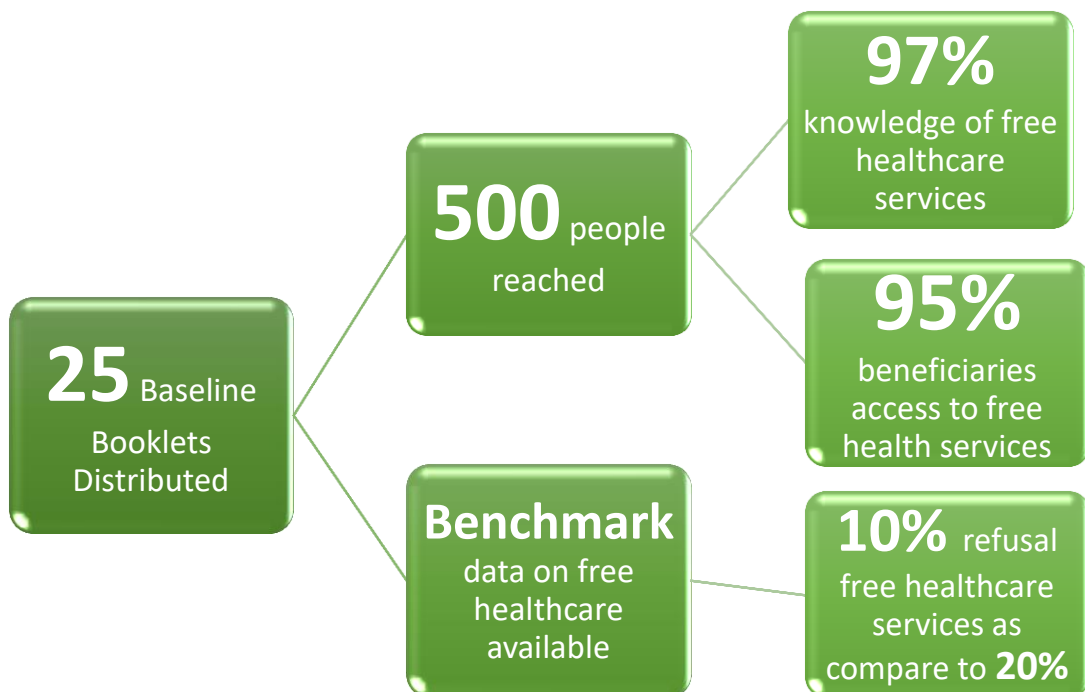 25 Baseline
Booklets
Distributed
500 people
reached
Benchmark
data on free
healthcare
available
97%
knowledge of free
healthcare
services
95%
beneficiaries
access to free
health services
10% refusal
free healthcare
services as
compare to 20%